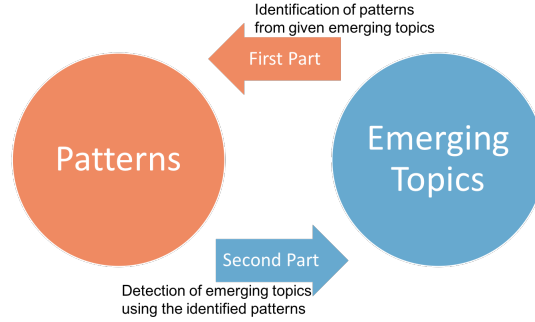 Identification of patterns
from given emerging topics
First Part
Patterns
Emerging
Topics
Second Part
Detection of emerging topics
using the identified patterns